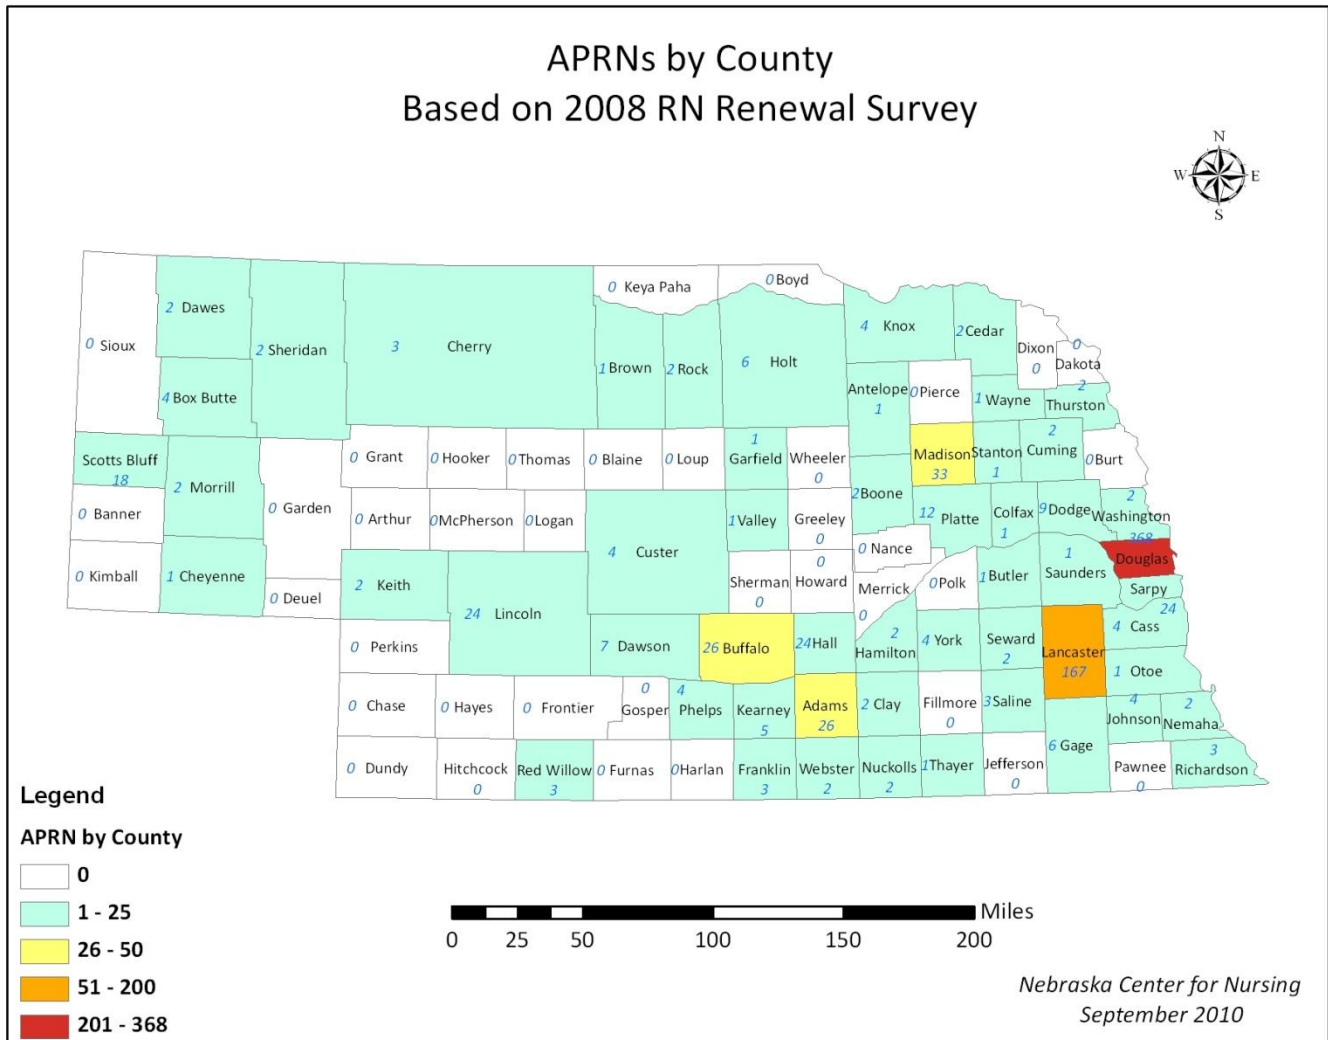 APRNs by County
Based on 2008 RN Renewal Survey
N
W E
S
0 Keya Paha
0 Boyd
2 Dawes
0 Sioux
2 Sheridan
3 Cherry
1 Brown
2 Rock
6 Holt
4 Knox
2 Cedar
Dixon
0
0
Dakota
4 Box Butte
Antelope
1
0 Pierce
1 Wayne
2
Thurston
Scotts Bluff
18
2 Morrill
0 Garden
0 Grant
0 Hooker
0 Thomas
0 Blaine
0 Loup
1
Garfield
Wheeler
0
Madison
33
Stanton
1
2
Cuming
0 Burt
0 Banner
0 Arthur
0 McPherson
0 Logan
4 Custer
1 Valley
Greeley
0
2 Boone
12 Platte
Colfax
1
9 Dodge
2
Washington
368
Douglas
0 Kimball
1 Cheyenne
0 Deuel
2 Keith
24 Lincoln
Sherman
0
0
Howard
0 Nance
Merrick
0
0 Polk
1 Butler
1
Saunders
Sarpy
24
0 Perkins
7 Dawson
26 Buffalo
24 Hall
2
Hamilton
4 York
Seward
2
Lancaster
167
4 Cass
1 Otoe
0 Chase
0 Hayes
0 Frontier
0
Gosper
4
Phelps
Kearney
5
Adams
26
2 Clay
Fillmore
0
3 Saline
4
Johnson
2
Nemaha
0 Dundy
Hitchcock
0
Red Willow
3
0 Furnas
0 Harlan
Franklin
3
Webster
2
Nuckolls
2
1 Thayer
Jefferson
0
6 Gage
Pawnee
0
3
Richardson
Legend
APRN by County
0
1 - 25
26 - 50
51 - 200
201 - 368
Miles
0 25 50 100 150 200
Nebraska Center for Nursing
September 2010